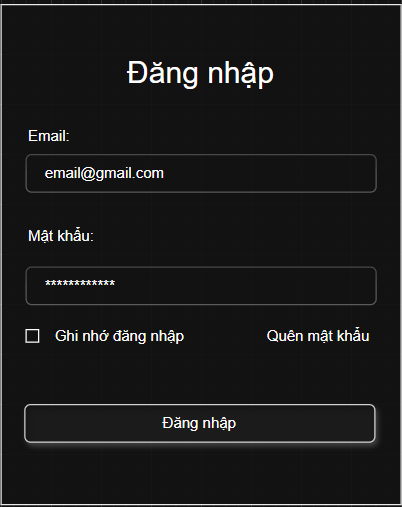 Đăng nhập
Email:
email@gmail.com
Mật khẩu:
************
Ghi nhớ đăng nhập
Quên mật khẩu
Đăng nhập